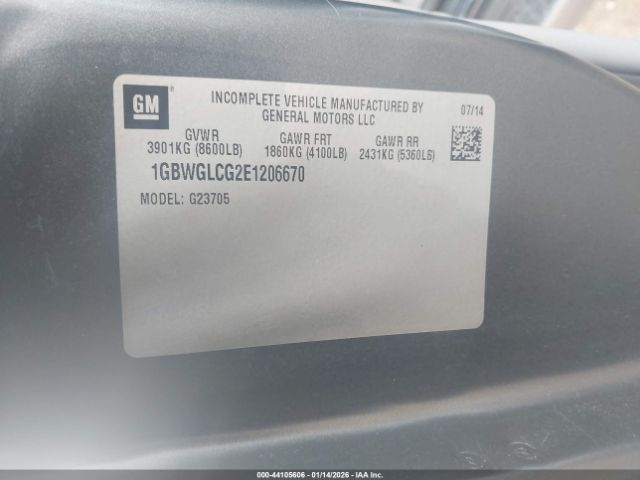 GM
INCOMPLETE VEHICLE MANUFACTURED BY
GENERAL MOTORS LLC
07/14
GVWR GAWR FRT GAWR RR
3901KG (8600LB) 1860KG (4100LB) 2431KG (5360LB)
1GBWGLCG2E1206670
MODEL: G23705
000-44105606 - 01/14/2026 - IAAI Inc.